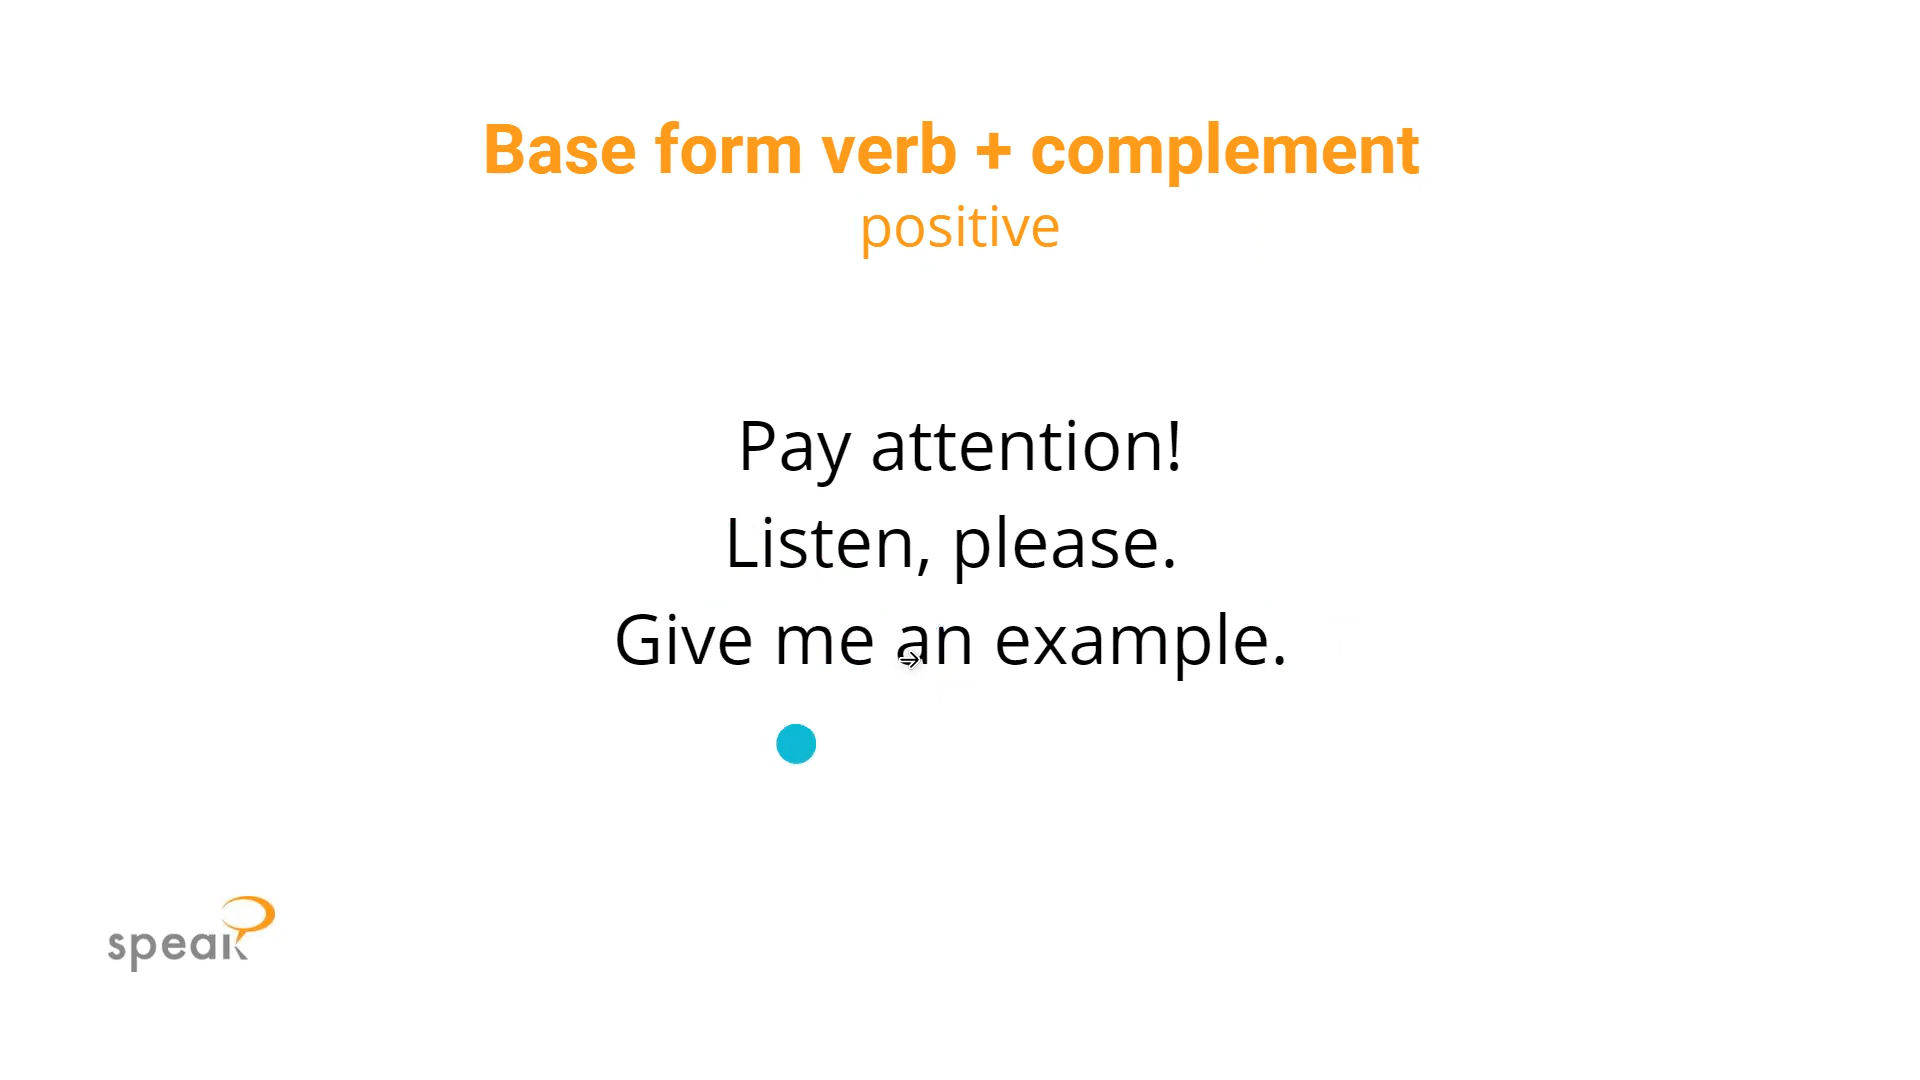 Base form verb + complement
positive
Pay attention!
Listen, please.
Give me an example.
speak